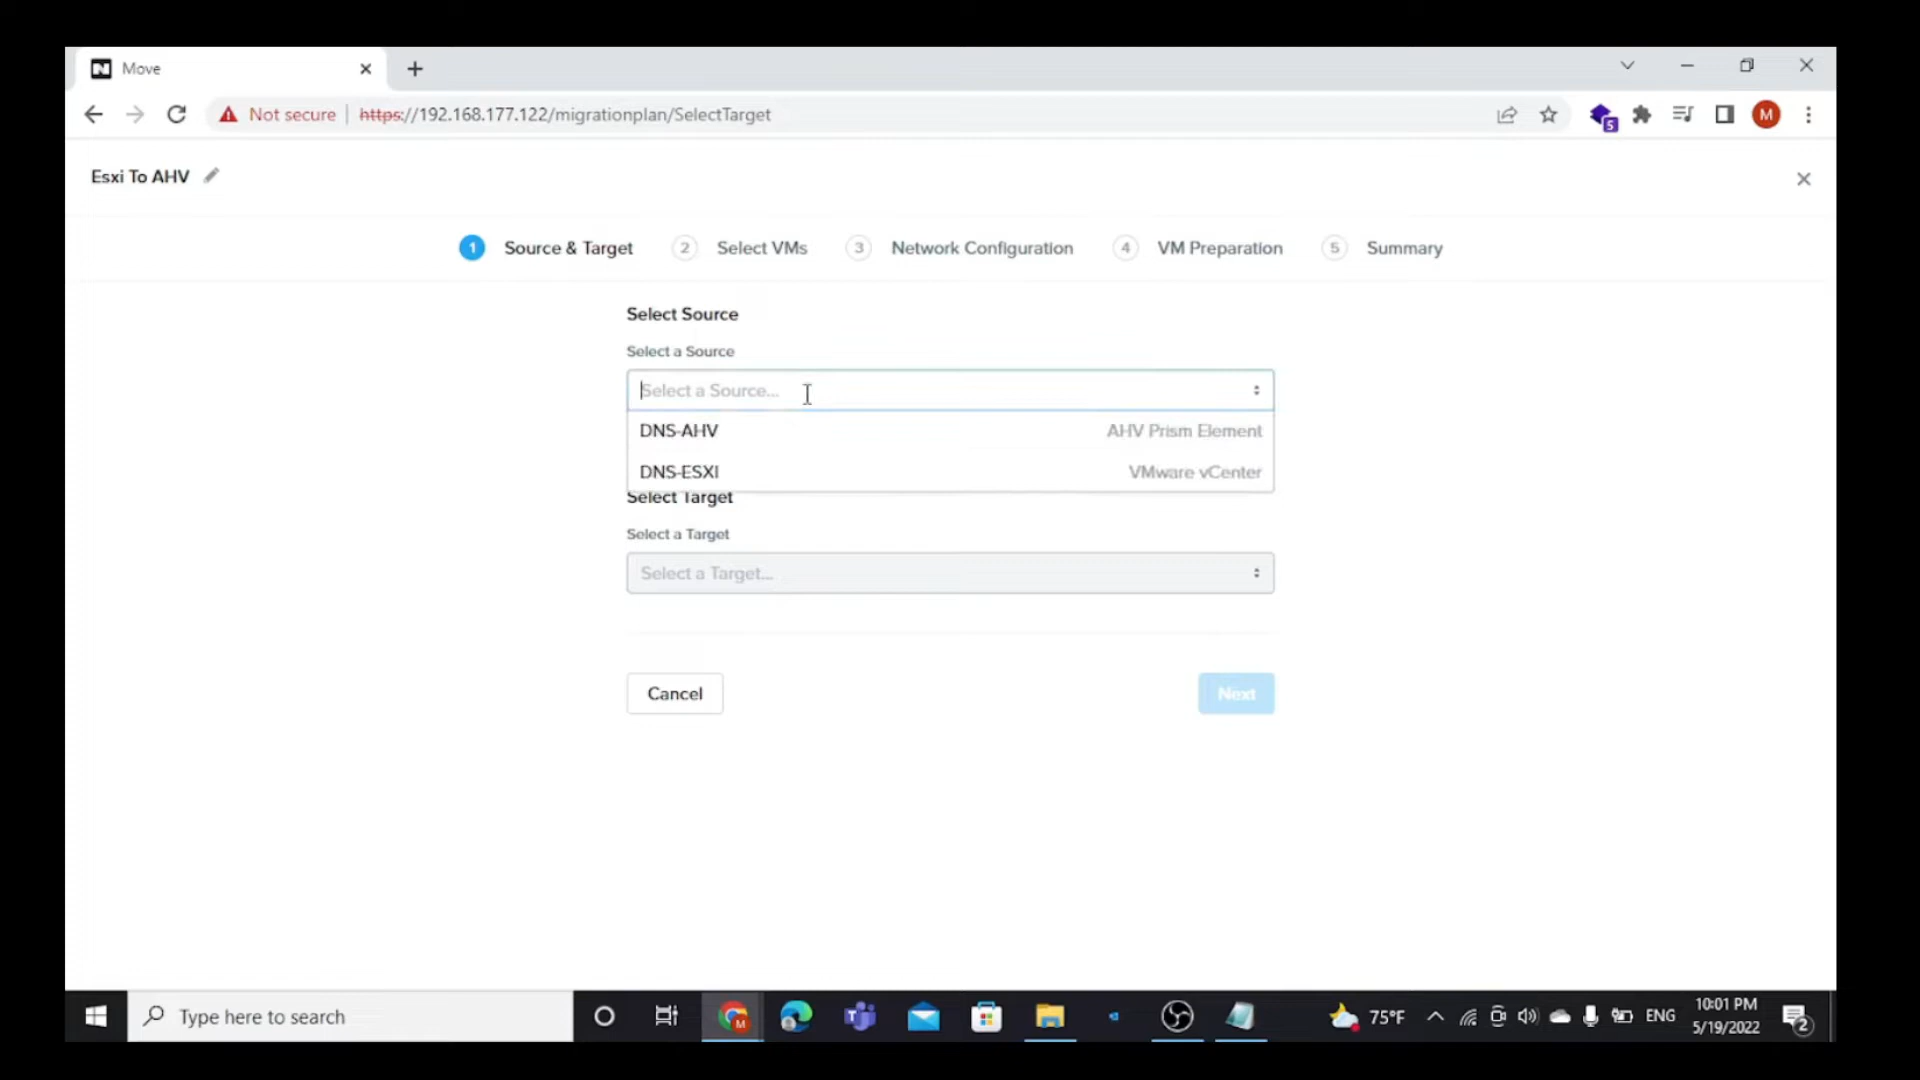 Move
Not secure | https://192.168.177.122/migrationplan/SelectTarget
5
M
Esxi To AHV
1 Source & Target 2 Select VMs 3 Network Configuration 4 VM Preparation 5 Summary
Select Source
Select a Source
Select a Source...
DNS-AHV AHV Prism Element
DNS-ESXI VMware vCenter
Select Target
Select a Target
Select a Target...
Cancel Next
Type here to search
M
75°F
ENG
10:01 PM
5/19/2022
2